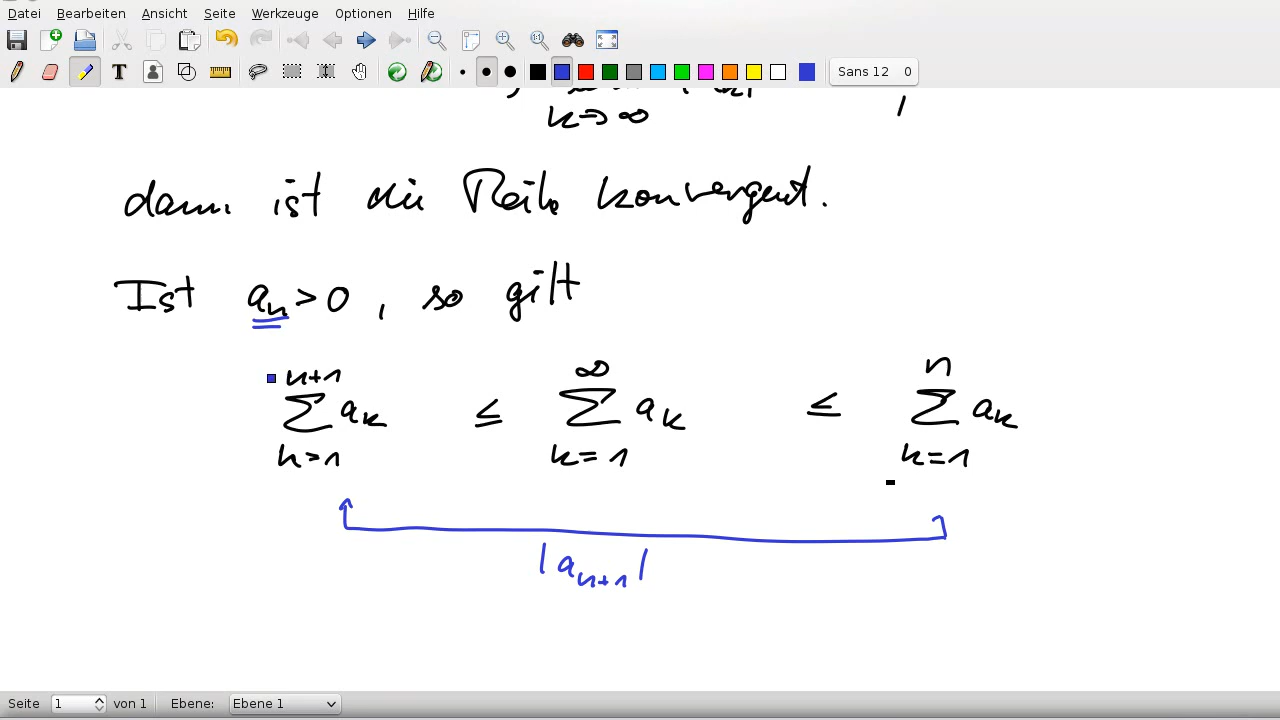 Datei Bearbeiten Ansicht Seite Werkzeuge Optionen Hilfe
Sans 12 0
k→∞
dann ist die Reihe konvergent.
Ist aₙ>0, so gilt
n+1 ∞ n
∑ aₖ ≤ ∑ aₖ ≤ ∑ aₖ
k=1 k=1 k=1
|aₙ₊₁|
Seite 1 von 1 Ebene: Ebene 1